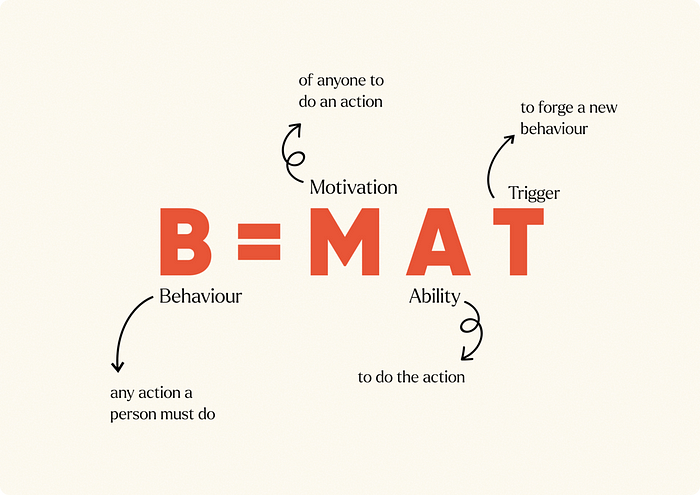 of anyone to
do an action
to forge a new
behaviour
Motivation
Trigger
B = M A T
Behaviour
Ability
to do the action
any action a
person must do